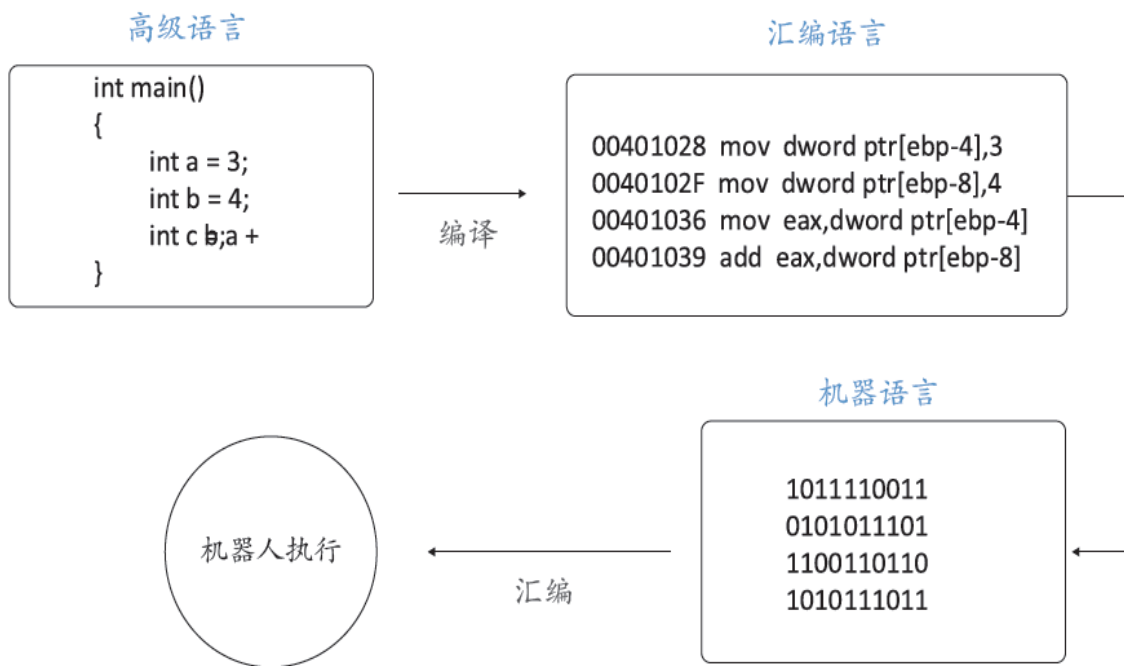 高级语言
int main()
{
int a = 3;
int b = 4;
int c b;a +
}
编译
汇编语言
00401028 mov dword ptr[ebp-4],3
0040102F mov dword ptr[ebp-8],4
00401036 mov eax,dword ptr[ebp-4]
00401039 add eax,dword ptr[ebp-8]
机器语言
1011110011
0101011101
1100110110
1010111011
汇编
机器人执行